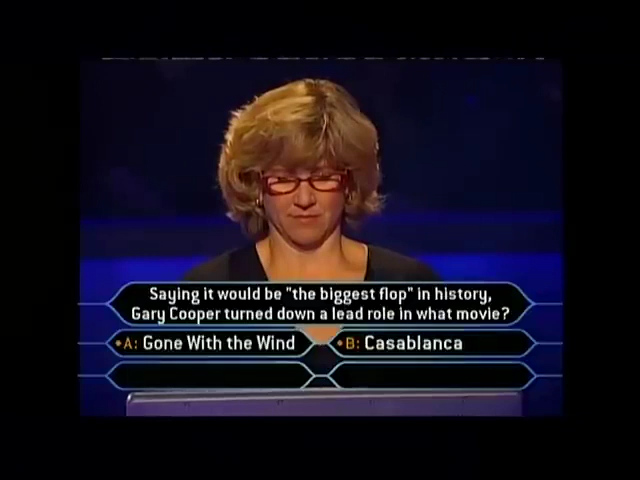 Saying it would be "the biggest flop" in history,
Gary Cooper turned down a lead role in what movie?
A: Gone With the Wind
B: Casablanca